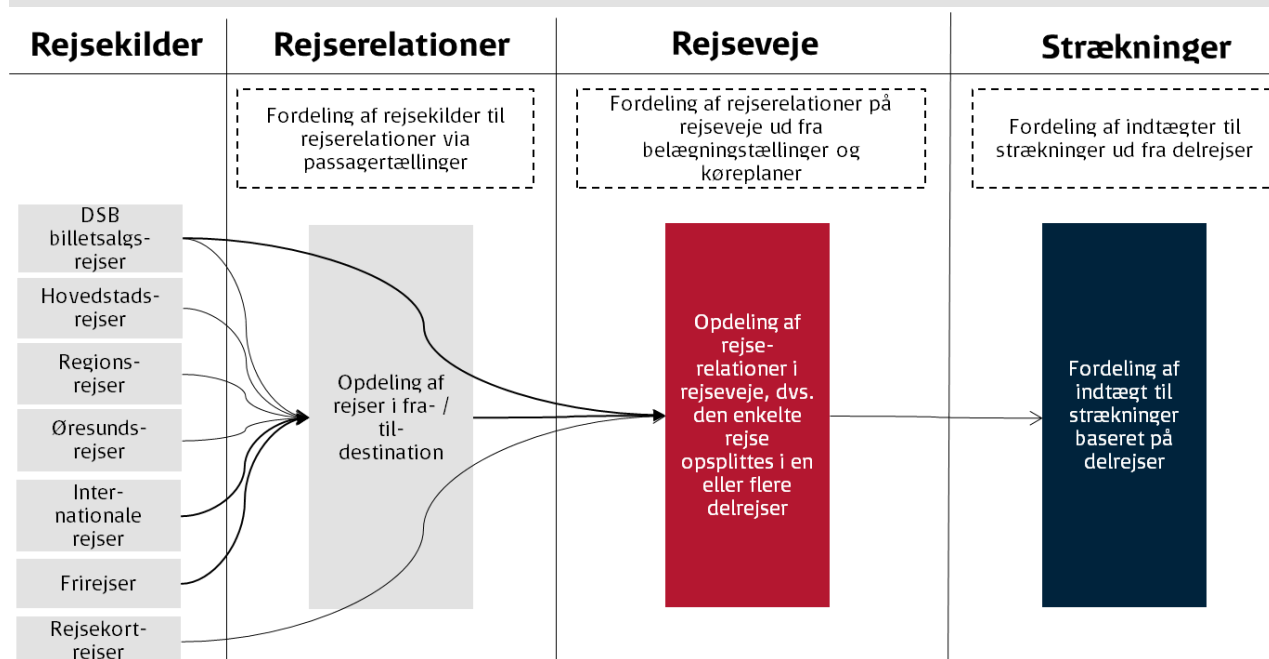 Rejsekilder
Rejserelationer
Rejseveje
Strækninger
Fordeling af rejsekilder til
rejserelationer via
passagertællinger
Fordeling af rejserelationer på
rejseveje ud fra
belægningstællinger og
køreplaner
Fordeling af indtægter til
strækninger ud fra delrejser
DSB
billetsalgs-
rejser
Hovedstads-
rejser
Regions-
rejser
Øresunds-
rejser
Inter-
nationale
rejser
Frirejser
Rejsekort-
rejser
Opdeling af
rejser i fra- /
til-
destination
Opdeling af
rejse-
relationer i
rejseveje, dvs.
den enkelte
rejse
opsplittes i en
eller flere
delrejser
Fordeling af
indtægt til
strækninger
baseret på
delrejser